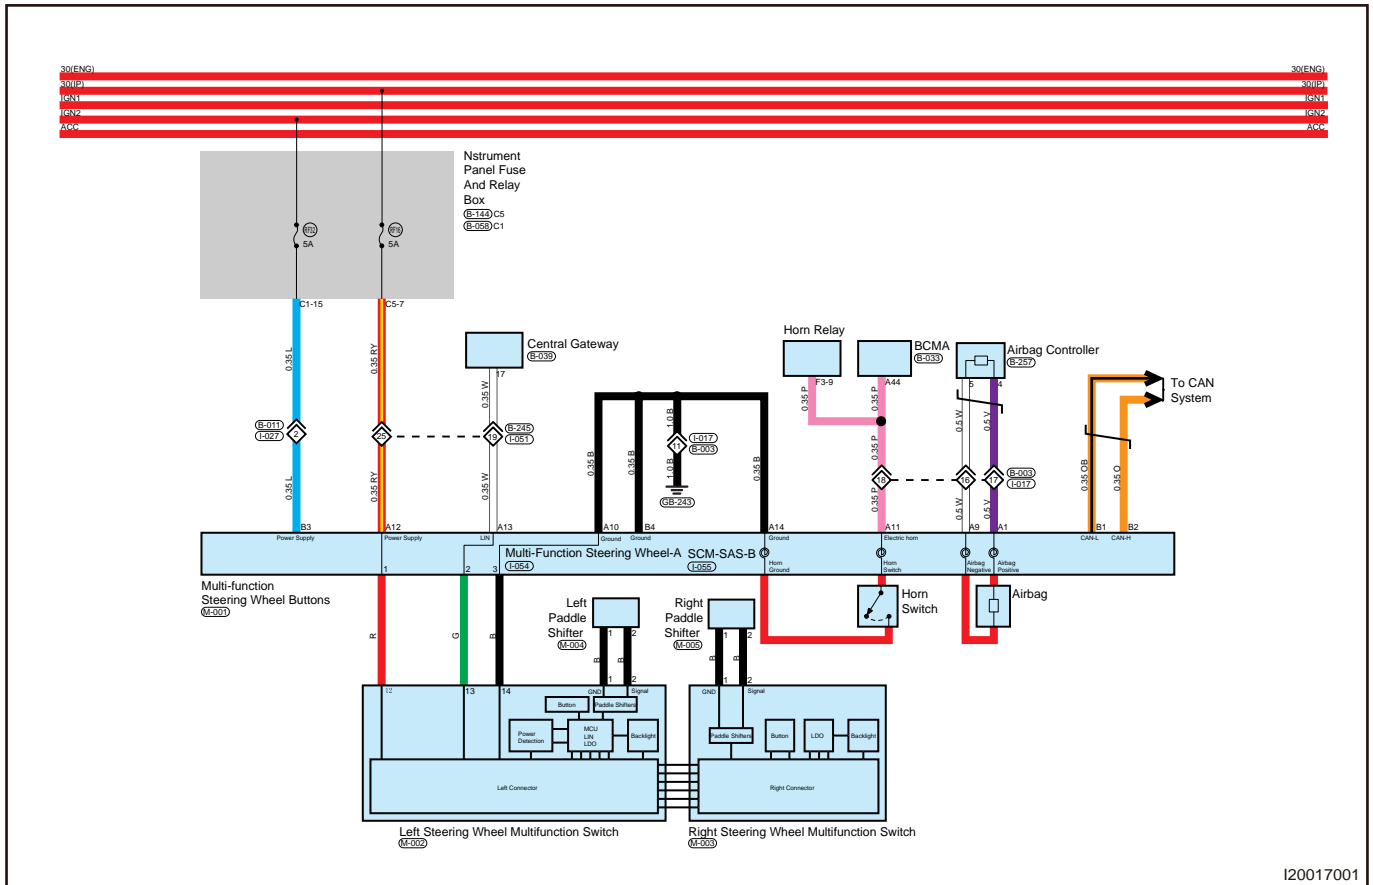 30(ENG) 30(ENG)
30(IP) 30(IP)
IGN1 IGN1
IGN2 IGN2
ACC ACC
Nstrument
Panel Fuse
And Relay
Box
B-144 C5
B-058 C1
RF32
5A
RF16
5A
C1-15
C5-7
0.35 L
0.35 RY
Central Gateway
B-039
17
0.35 W
Horn Relay
F3-9
0.35 P
BCMA
B-033
A44
0.35 P
Airbag Controller
B-257
5
4
0.5 W
0.5 V
To CAN
System
B-011
I-027
2
25
19
B-245
I-051
1.0 B
11
I-017
B-003
1.0 B
GB-243
0.35 L
0.35 RY
0.35 W
0.35 B
0.35 B
0.35 B
0.35 P
18
0.35 P
16
17
B-003
I-017
0.5 W
0.5 V
0.35 OB
0.35 O
B3
A12
A13
A10
B4
A14
A11
A9
A1
B1
B2
Power Supply
Power Supply
LIN
Ground
Ground
Ground
Electric horn
CAN-L
CAN-H
Multi-Function Steering Wheel-A
I-054
SCM-SAS-B
I-055
Horn
Ground
Horn
Switch
Airbag
Negative
Airbag
Positive
1
2
3
Multi-function
Steering Wheel Buttons
M-001
R
G
B
Left
Paddle
Shifter
M-004
1
2
B
B
1
2
Right
Paddle
Shifter
M-005
1
2
B
B
1
2
Horn
Switch
Airbag
12
13
14
GND
Signal
Button
Paddle Shifters
Power
Detection
MCU
LIN
LDO
Backlight
Left Connector
GND
Signal
Paddle Shifters
Button
LDO
Backlight
Right Connector
Left Steering Wheel Multifunction Switch
M-002
Right Steering Wheel Multifunction Switch
M-003
I20017001